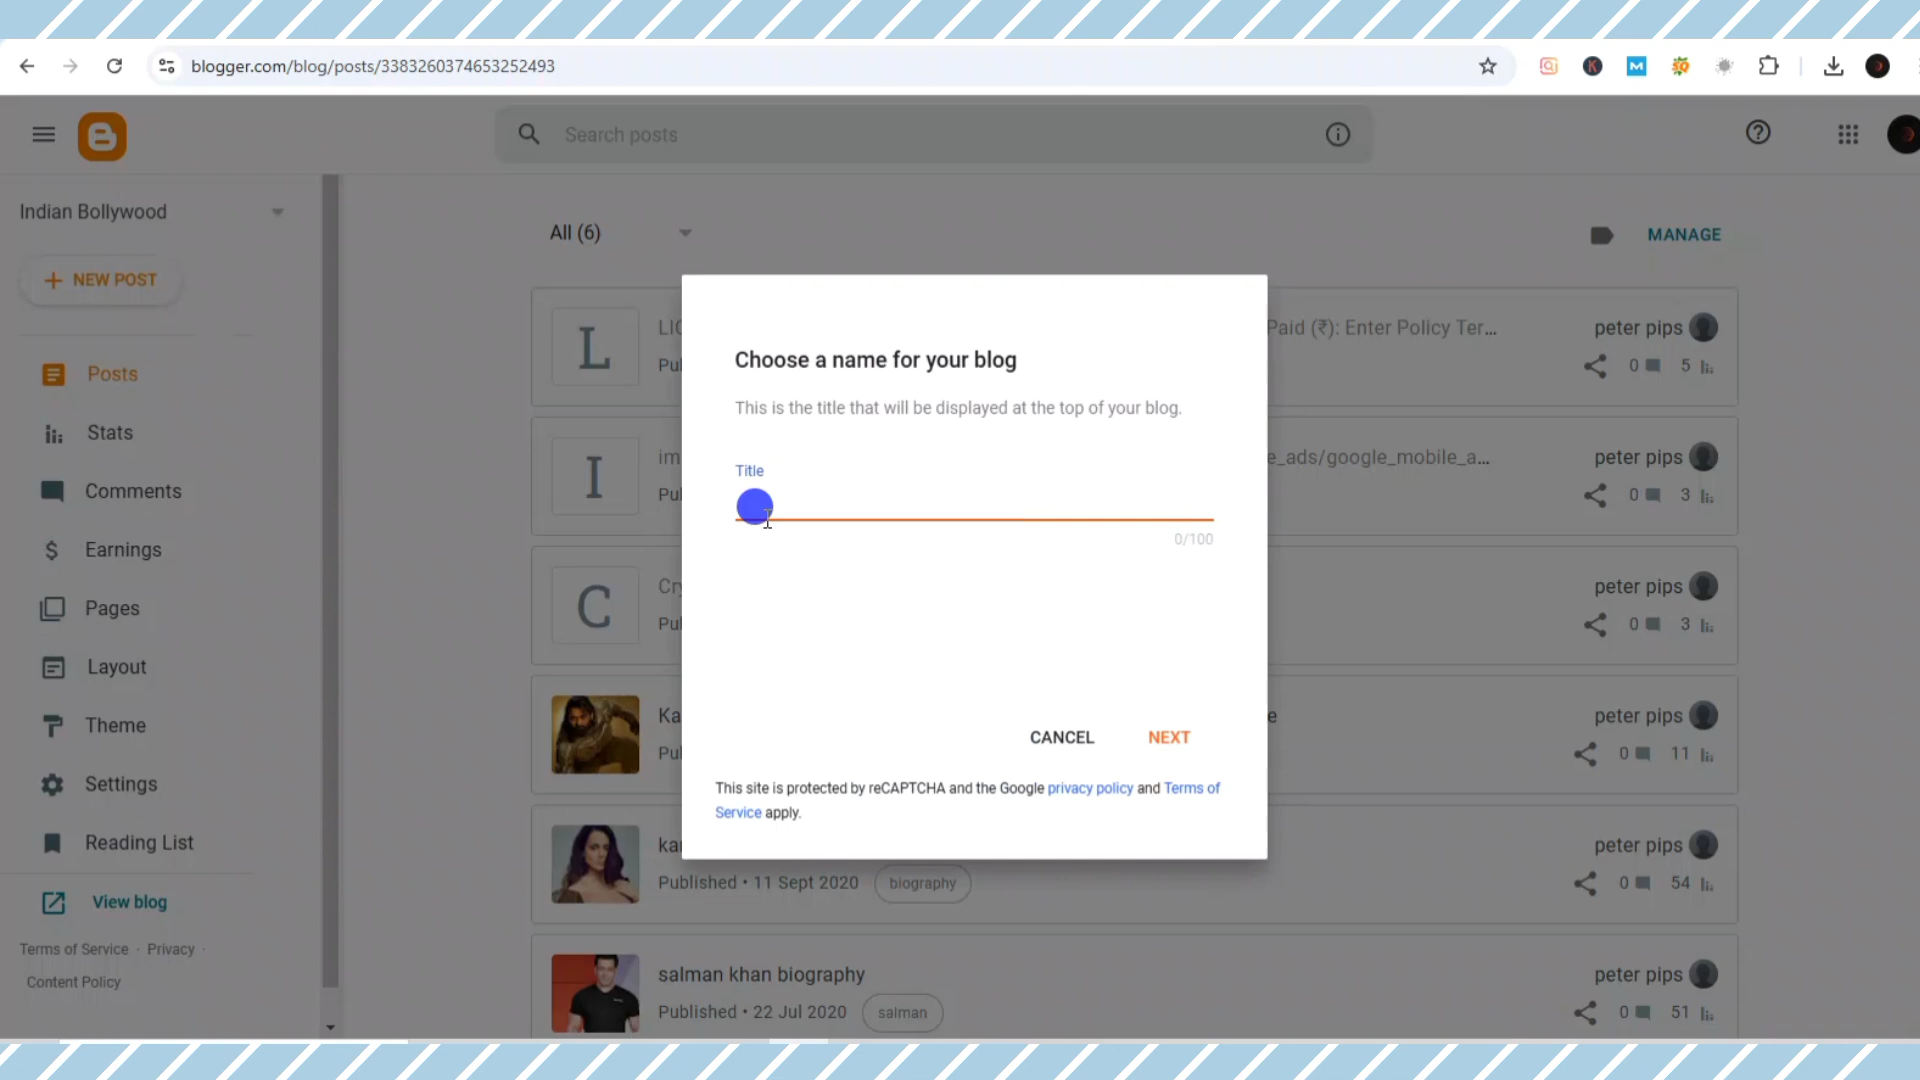 blogger.com/blog/posts/3383260374653252493
Search posts
Indian Bollywood
NEW POST
Posts
Stats
Comments
Earnings
Pages
Layout
Theme
Settings
Reading List
View blog
Terms of Service · Privacy ·
Content Policy
All (6)
MANAGE
L
Paid (₹): Enter Policy Ter...
peter pips
0 5
I
im
e_ads/google_mobile_a...
peter pips
0 3
C
peter pips
0 3
Ka
e
peter pips
0 11
peter pips
Published • 11 Sept 2020
biography
0 54
salman khan biography
peter pips
Published • 22 Jul 2020
salman
0 51
Choose a name for your blog
This is the title that will be displayed at the top of your blog.
Title
0/100
CANCEL
NEXT
This site is protected by reCAPTCHA and the Google privacy policy and Terms of
Service apply.